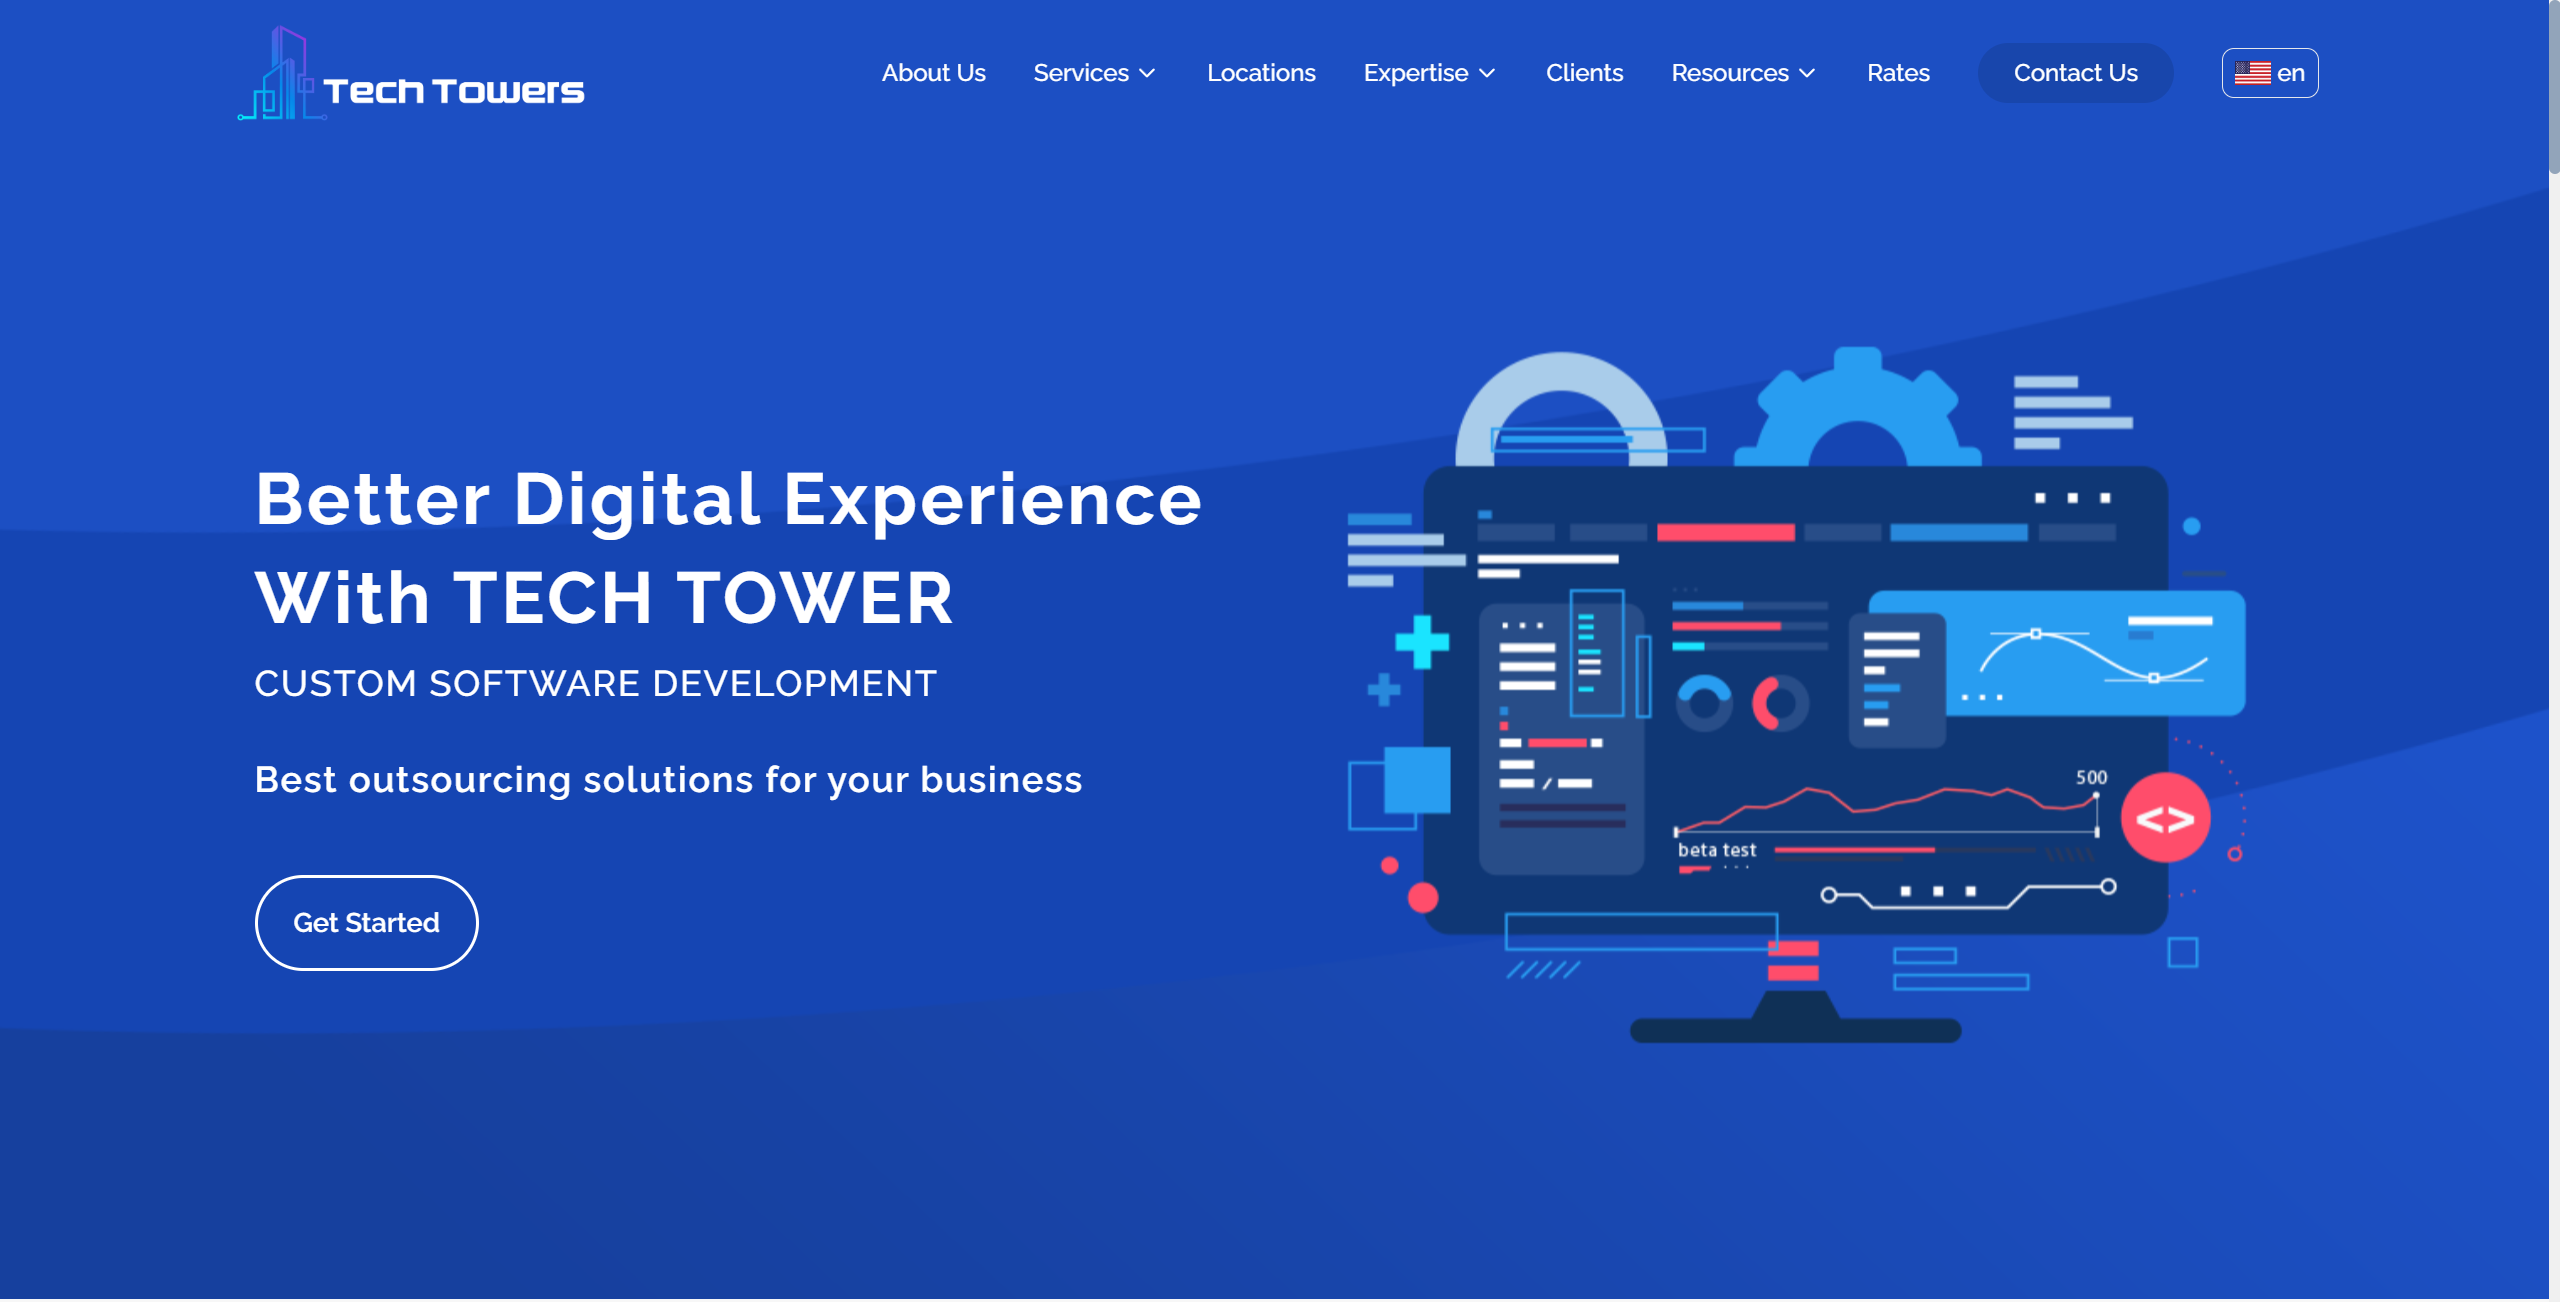 Tech Towers
About Us Services Locations Expertise Clients Resources Rates Contact Us en
Better Digital Experience
With TECH TOWER
CUSTOM SOFTWARE DEVELOPMENT
Best outsourcing solutions for your business
Get Started
500
<>
beta test